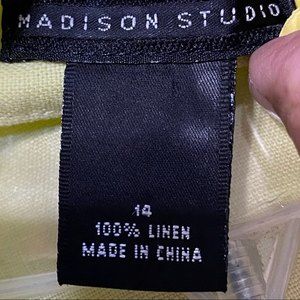 MADISON STUDIO
14
100% LINEN
MADE IN CHINA